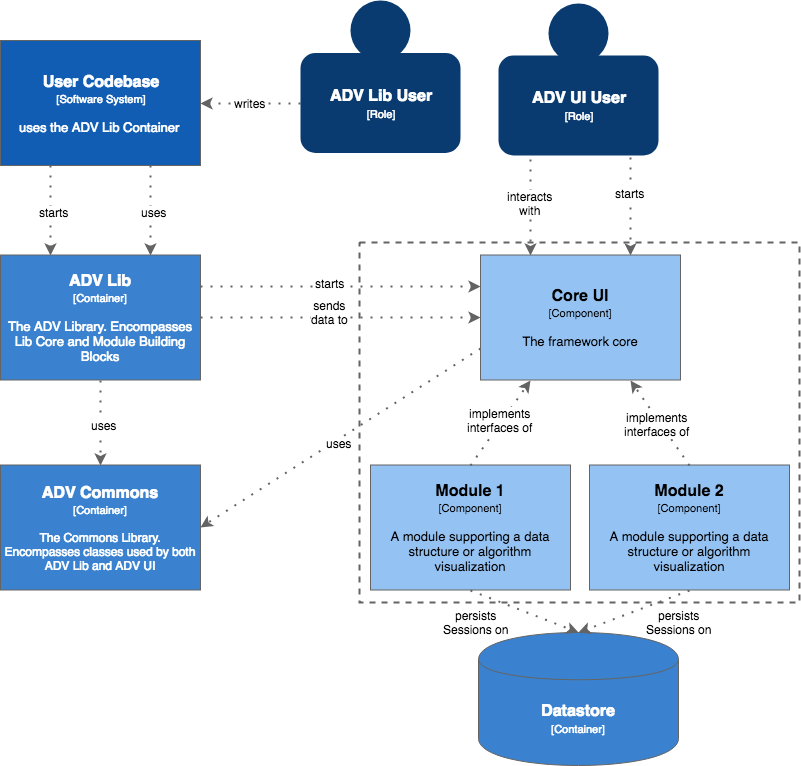 User Codebase
[Software System]
uses the ADV Lib Container
writes
ADV Lib User
[Role]
ADV UI User
[Role]
starts
uses
interacts
with
starts
ADV Lib
[Container]
The ADV Library. Encompasses
Lib Core and Module Building
Blocks
starts
sends
data to
Core UI
[Component]
The framework core
uses
uses
implements
interfaces of
implements
interfaces of
ADV Commons
[Container]
The Commons Library.
Encompasses classes used by both
ADV Lib and ADV UI
Module 1
[Component]
A module supporting a data
structure or algorithm
visualization
Module 2
[Component]
A module supporting a data
structure or algorithm
visualization
persists
Sessions on
persists
Sessions on
Datastore
[Container]